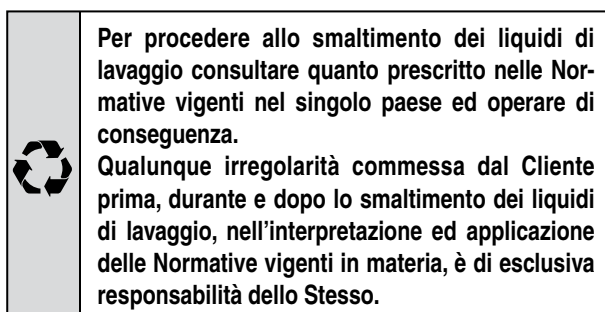 Per procedere allo smaltimento dei liquidi di
lavaggio consultare quanto prescritto nelle Nor-
mative vigenti nel singolo paese ed operare di
conseguenza.
Qualunque irregolarità commessa dal Cliente
prima, durante e dopo lo smaltimento dei liquidi
di lavaggio, nell’interpretazione ed applicazione
delle Normative vigenti in materia, è di esclusiva
responsabilità dello Stesso.